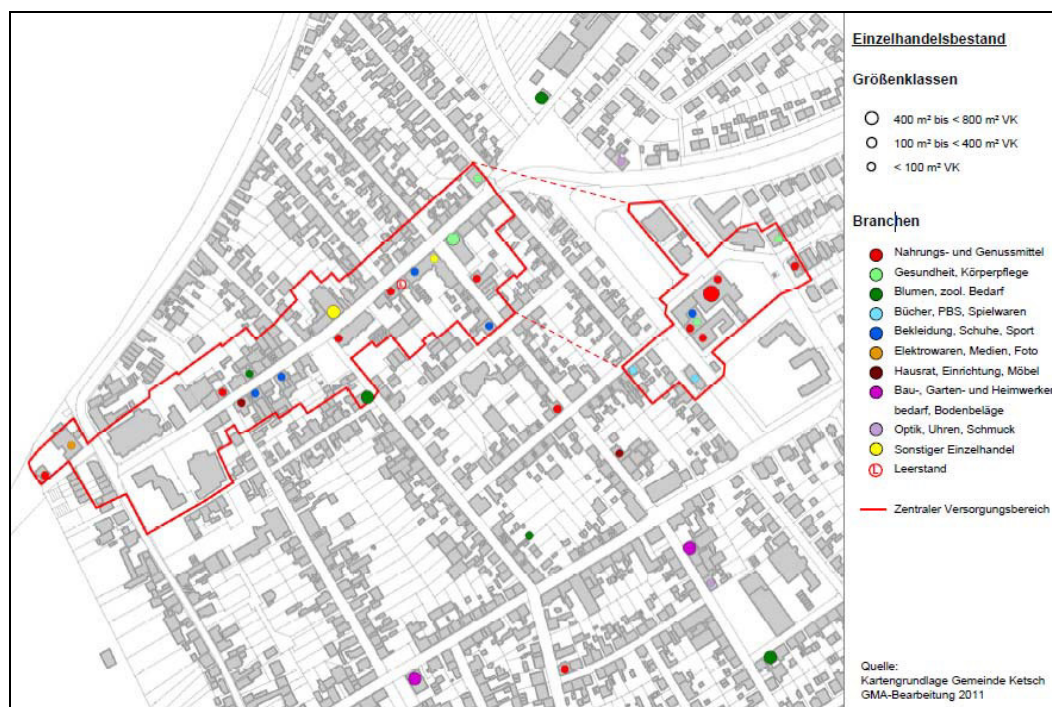 Einzelhandelsbestand
Größenklassen
400 m² bis < 800 m² VK
100 m² bis < 400 m² VK
< 100 m² VK
Branchen
Nahrungs- und Genussmittel
Gesundheit, Körperpflege
Blumen, zool. Bedarf
Bücher, PBS, Spielwaren
Bekleidung, Schuhe, Sport
Elektrowaren, Medien, Foto
Hausrat, Einrichtung, Möbel
Bau-, Garten- und Heimwerker
bedarf, Bodenbeläge
Optik, Uhren, Schmuck
Sonstiger Einzelhandel
L Leerstand
Zentraler Versorgungsbereich
L
Quelle:
Kartengrundlage Gemeinde Ketsch
GMA-Bearbeitung 2011